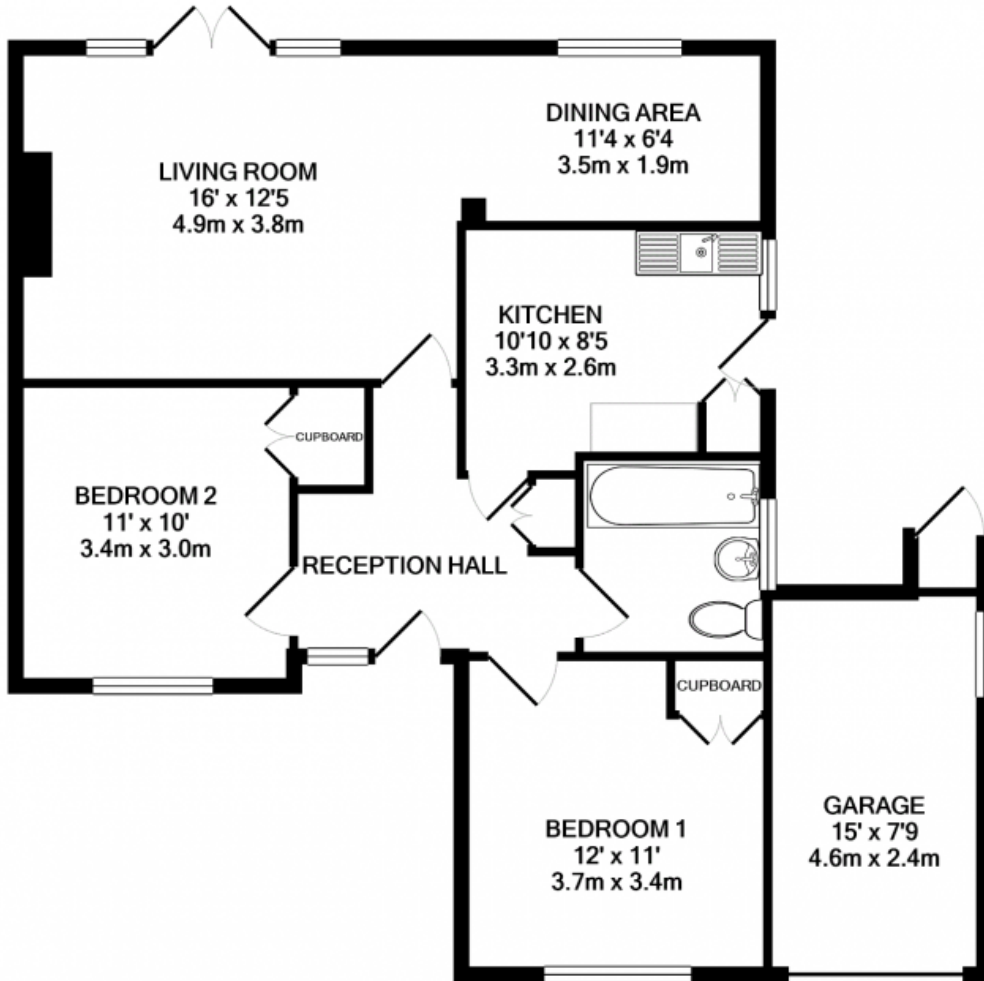 DINING AREA
11'4 x 6'4
3.5m x 1.9m
LIVING ROOM
16' x 12'5
4.9m x 3.8m
KITCHEN
10'10 x 8'5
3.3m x 2.6m
CUPBOARD
BEDROOM 2
11' x 10'
3.4m x 3.0m
RECEPTION HALL
CUPBOARD
BEDROOM 1
12' x 11'
3.7m x 3.4m
GARAGE
15' x 7'9
4.6m x 2.4m